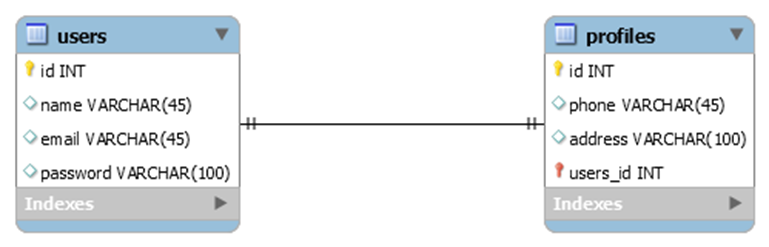 users
id INT
name VARCHAR(45)
email VARCHAR(45)
password VARCHAR(100)
Indexes
profiles
id INT
phone VARCHAR(45)
address VARCHAR(100)
users_id INT
Indexes